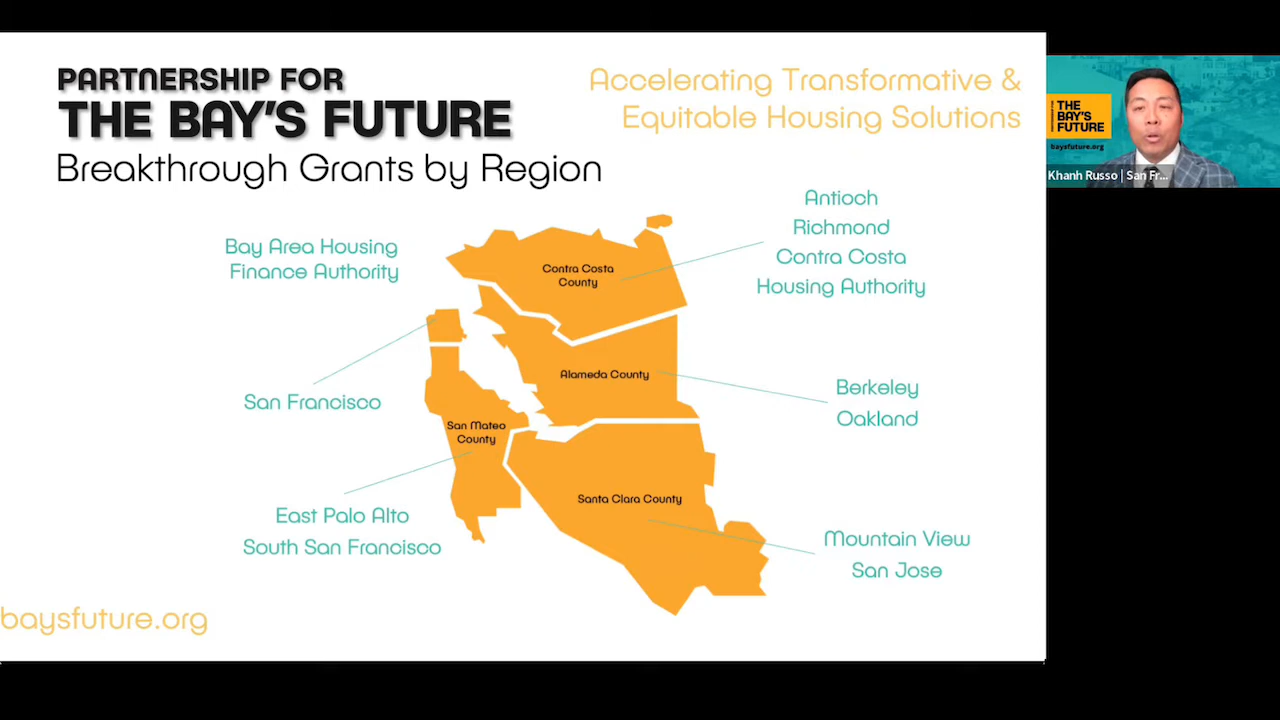 PARTNERSHIP FOR
THE BAY'S FUTURE
Breakthrough Grants by Region
Accelerating Transformative &
Equitable Housing Solutions
THE
BAY'S
FUTURE
baysfuture.org
Khanh Russo | San Fr...
Bay Area Housing
Finance Authority
Contra Costa
County
Antioch
Richmond
Contra Costa
Housing Authority
San Francisco
Alameda County
Berkeley
Oakland
San Mateo
County
East Palo Alto
South San Francisco
Santa Clara County
Mountain View
San Jose
baysfuture.org